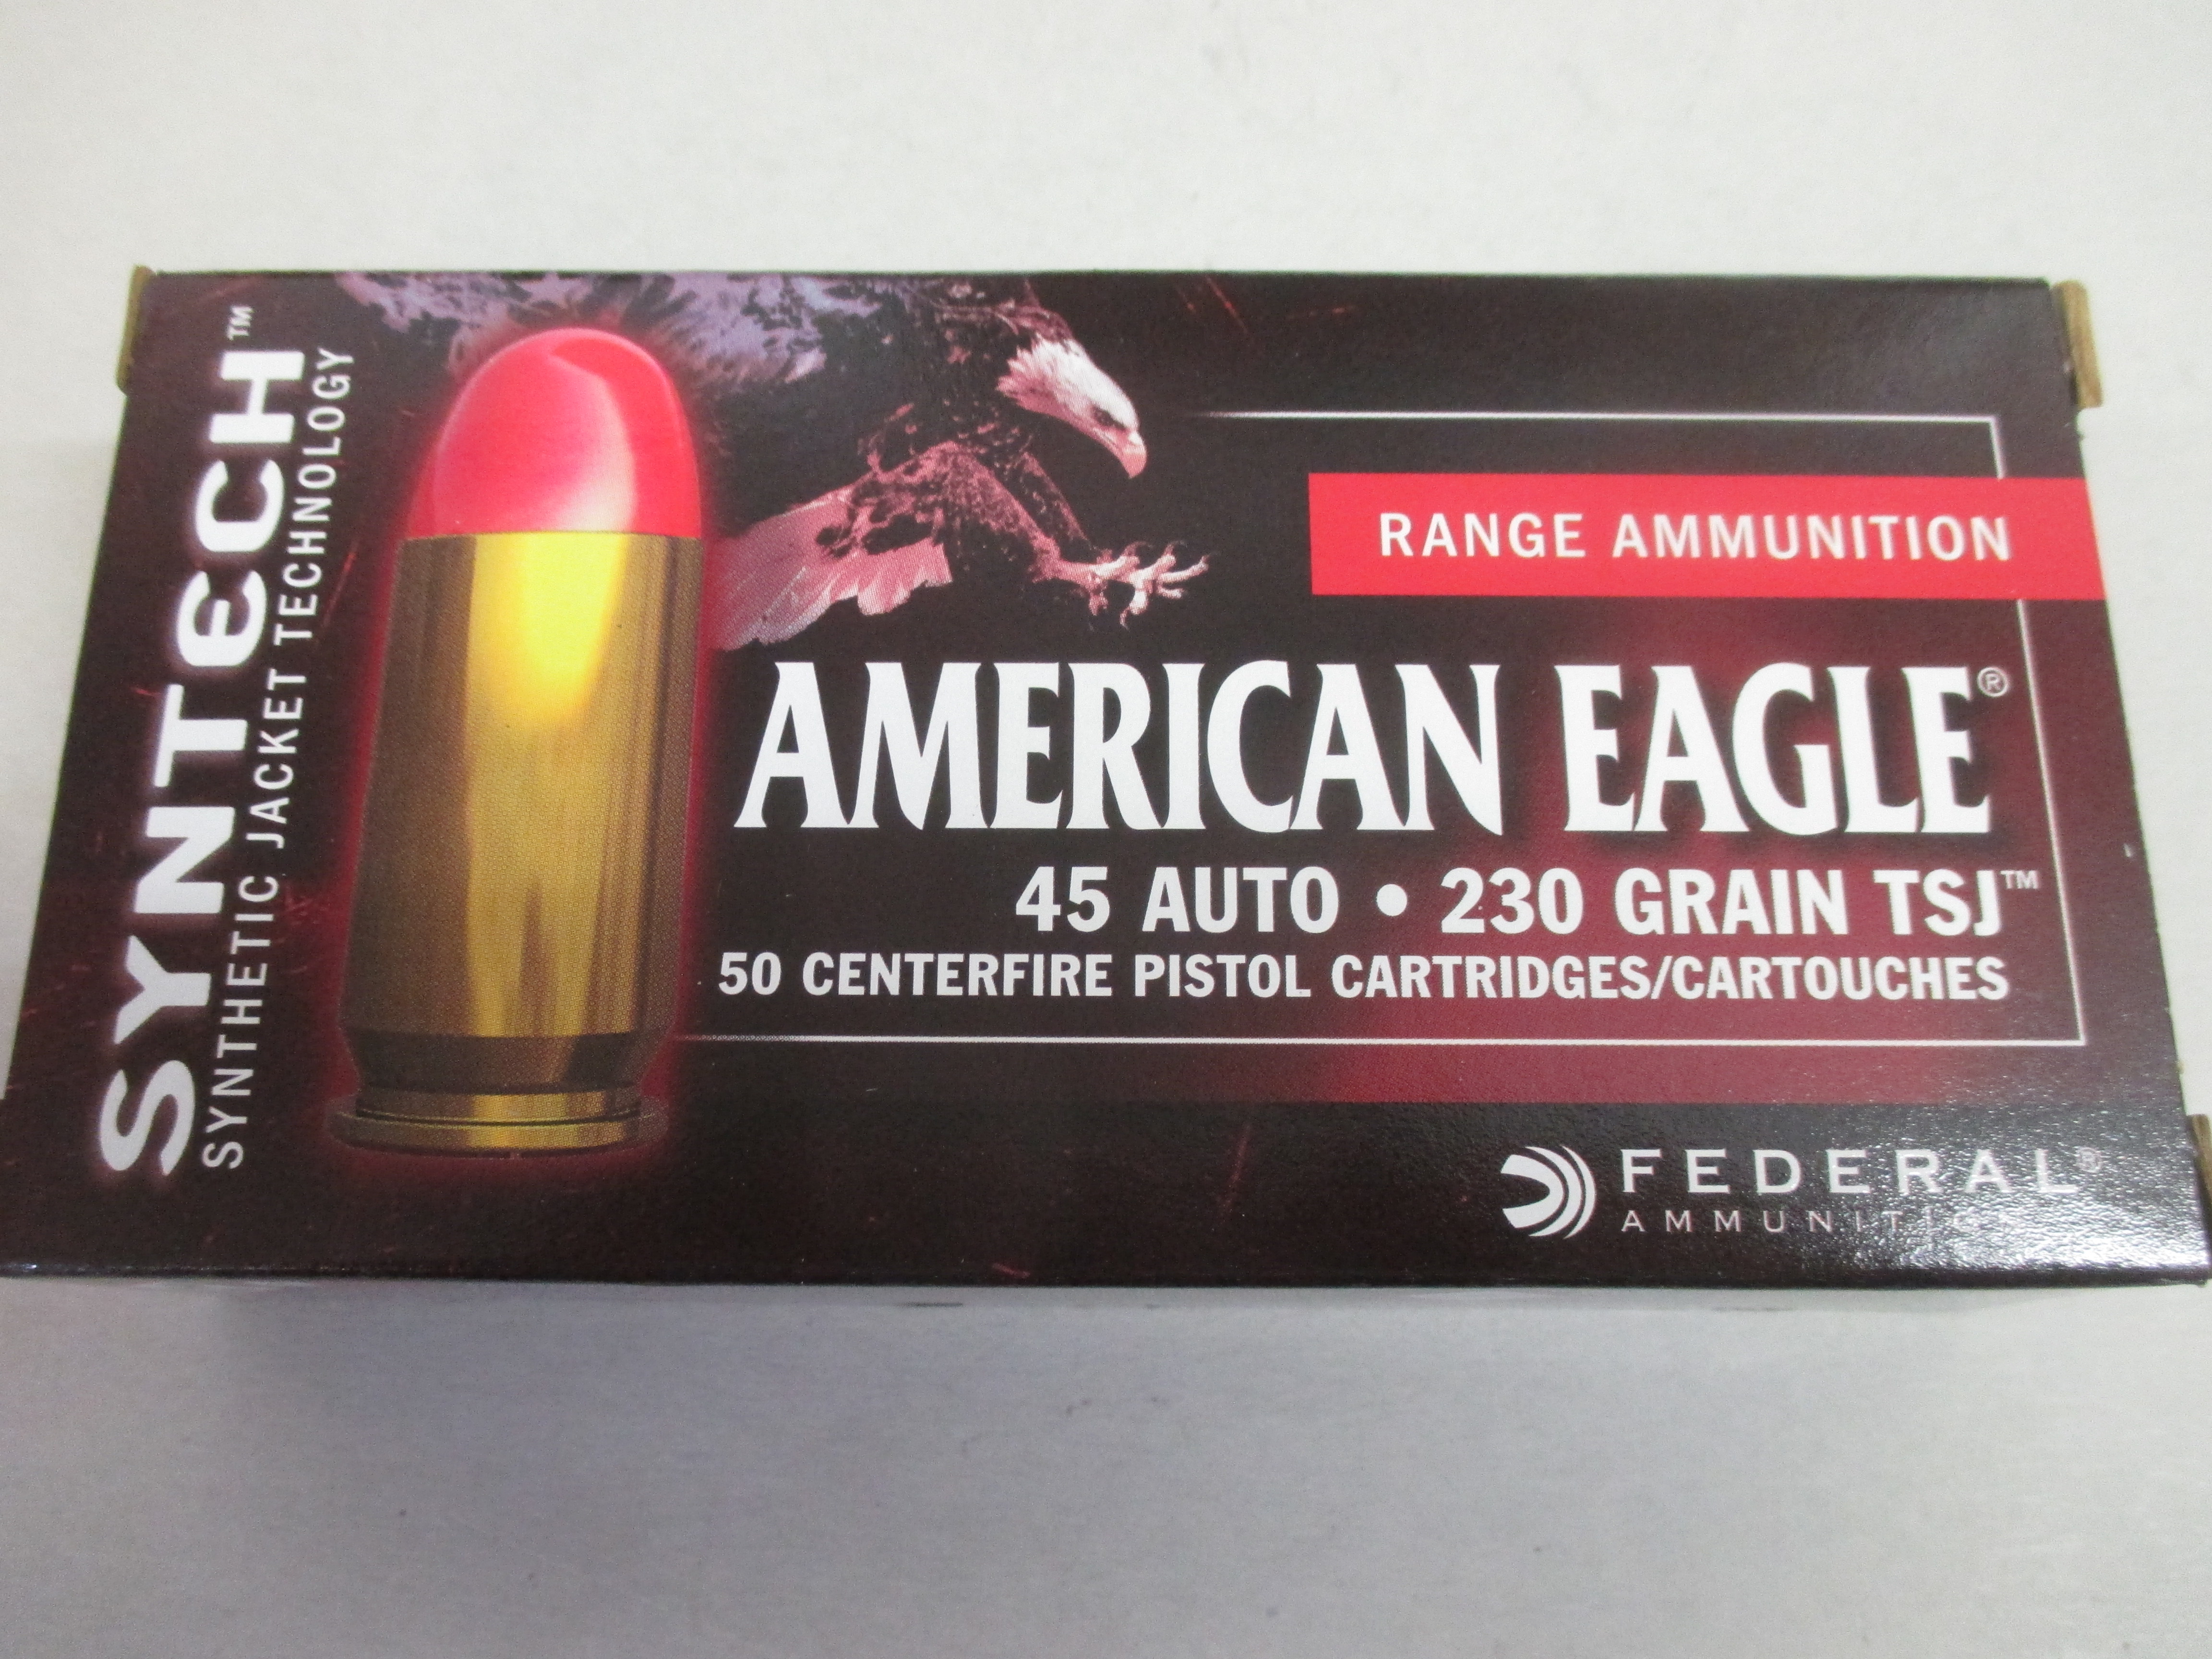 SYNTECH™
SYNTHETIC JACKET TECHNOLOGY
RANGE AMMUNITION
AMERICAN EAGLE®
45 AUTO • 230 GRAIN TSJ™
50 CENTERFIRE PISTOL CARTRIDGES/CARTOUCHES
FEDERAL®
AMMUNITION